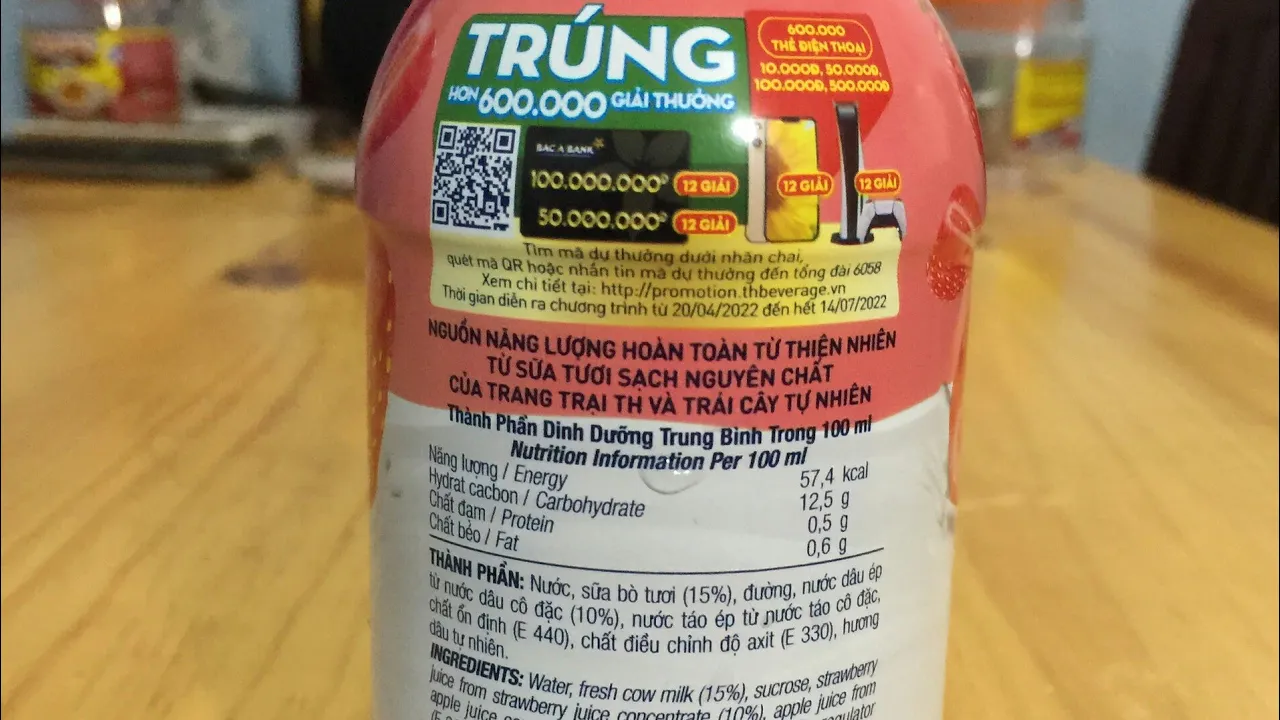 TRÚNG
HƠN 600.000 GIẢI THƯỞNG
600.000
THẺ ĐIỆN THOẠI
10.000Đ, 50.000Đ,
100.000Đ, 500.000Đ
BAC A BANK
100.000.000Đ 12 GIẢI
50.000.000Đ 12 GIẢI
12 GIẢI
12 GIẢI
Tìm mã dự thưởng dưới nhãn chai,
quét mã QR hoặc nhắn tin mã dự thưởng đến tổng đài 6058
Xem chi tiết tại: http://promotion.thbeverage.vn
Thời gian diễn ra chương trình từ 20/04/2022 đến hết 14/07/2022
NGUỒN NĂNG LƯỢNG HOÀN TOÀN TỪ THIÊN NHIÊN
TỪ SỮA TƯƠI SẠCH NGUYÊN CHẤT
CỦA TRANG TRẠI TH VÀ TRÁI CÂY TỰ NHIÊN
Thành Phần Dinh Dưỡng Trung Bình Trong 100 ml
Nutrition Information Per 100 ml
Năng lượng / Energy 57,4 kcal
Hydrat cacbon / Carbohydrate 12,5 g
Chất đạm / Protein 0,5 g
Chất béo / Fat 0,6 g
THÀNH PHẦN: Nước, sữa bò tươi (15%), đường, nước dâu ép
từ nước dâu cô đặc (10%), nước táo ép từ nước táo cô đặc,
chất ổn định (E 440), chất điều chỉnh độ axit (E 330), hương
dâu tự nhiên.
INGREDIENTS: Water, fresh cow milk (15%), sucrose, strawberry
juice from strawberry juice concentrate (10%), apple juice from
apple juice